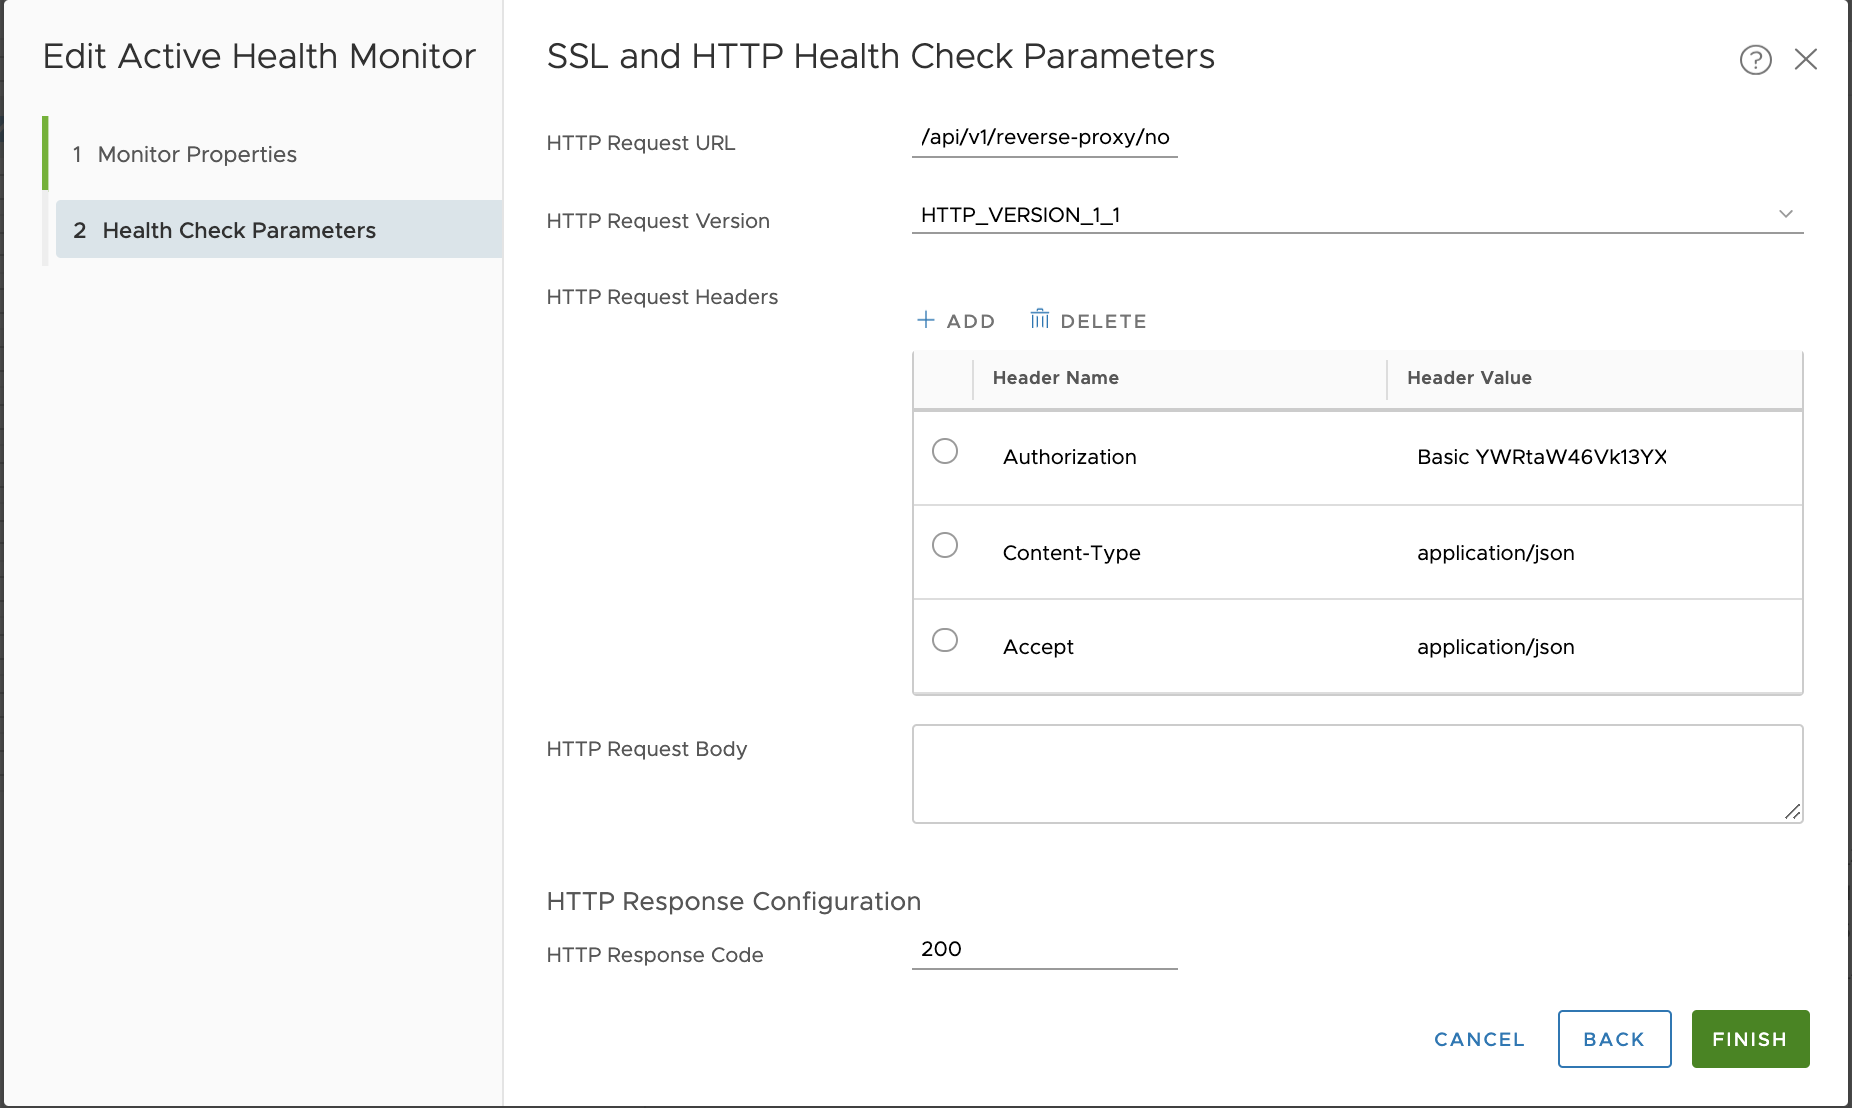 Edit Active Health Monitor
1 Monitor Properties
2 Health Check Parameters
SSL and HTTP Health Check Parameters
HTTP Request URL
/api/v1/reverse-proxy/no
HTTP Request Version
HTTP_VERSION_1_1
HTTP Request Headers
+ ADD DELETE
Header Name Header Value
Authorization Basic YWRtaW46Vk13YX
Content-Type application/json
Accept application/json
HTTP Request Body
HTTP Response Configuration
HTTP Response Code
200
CANCEL BACK FINISH